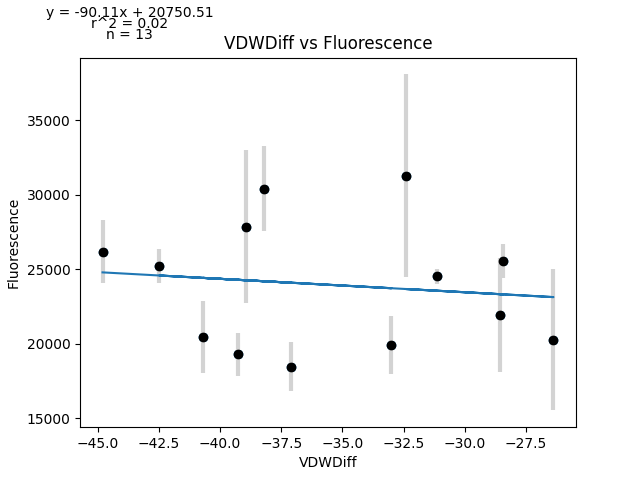 y = -90.11x + 20750.51
r^2 = 0.02
n = 13
VDWDiff vs Fluorescence
35000
30000
25000
20000
15000
Fluorescence
−45.0 −42.5 −40.0 −37.5 −35.0 −32.5 −30.0 −27.5
VDWDiff